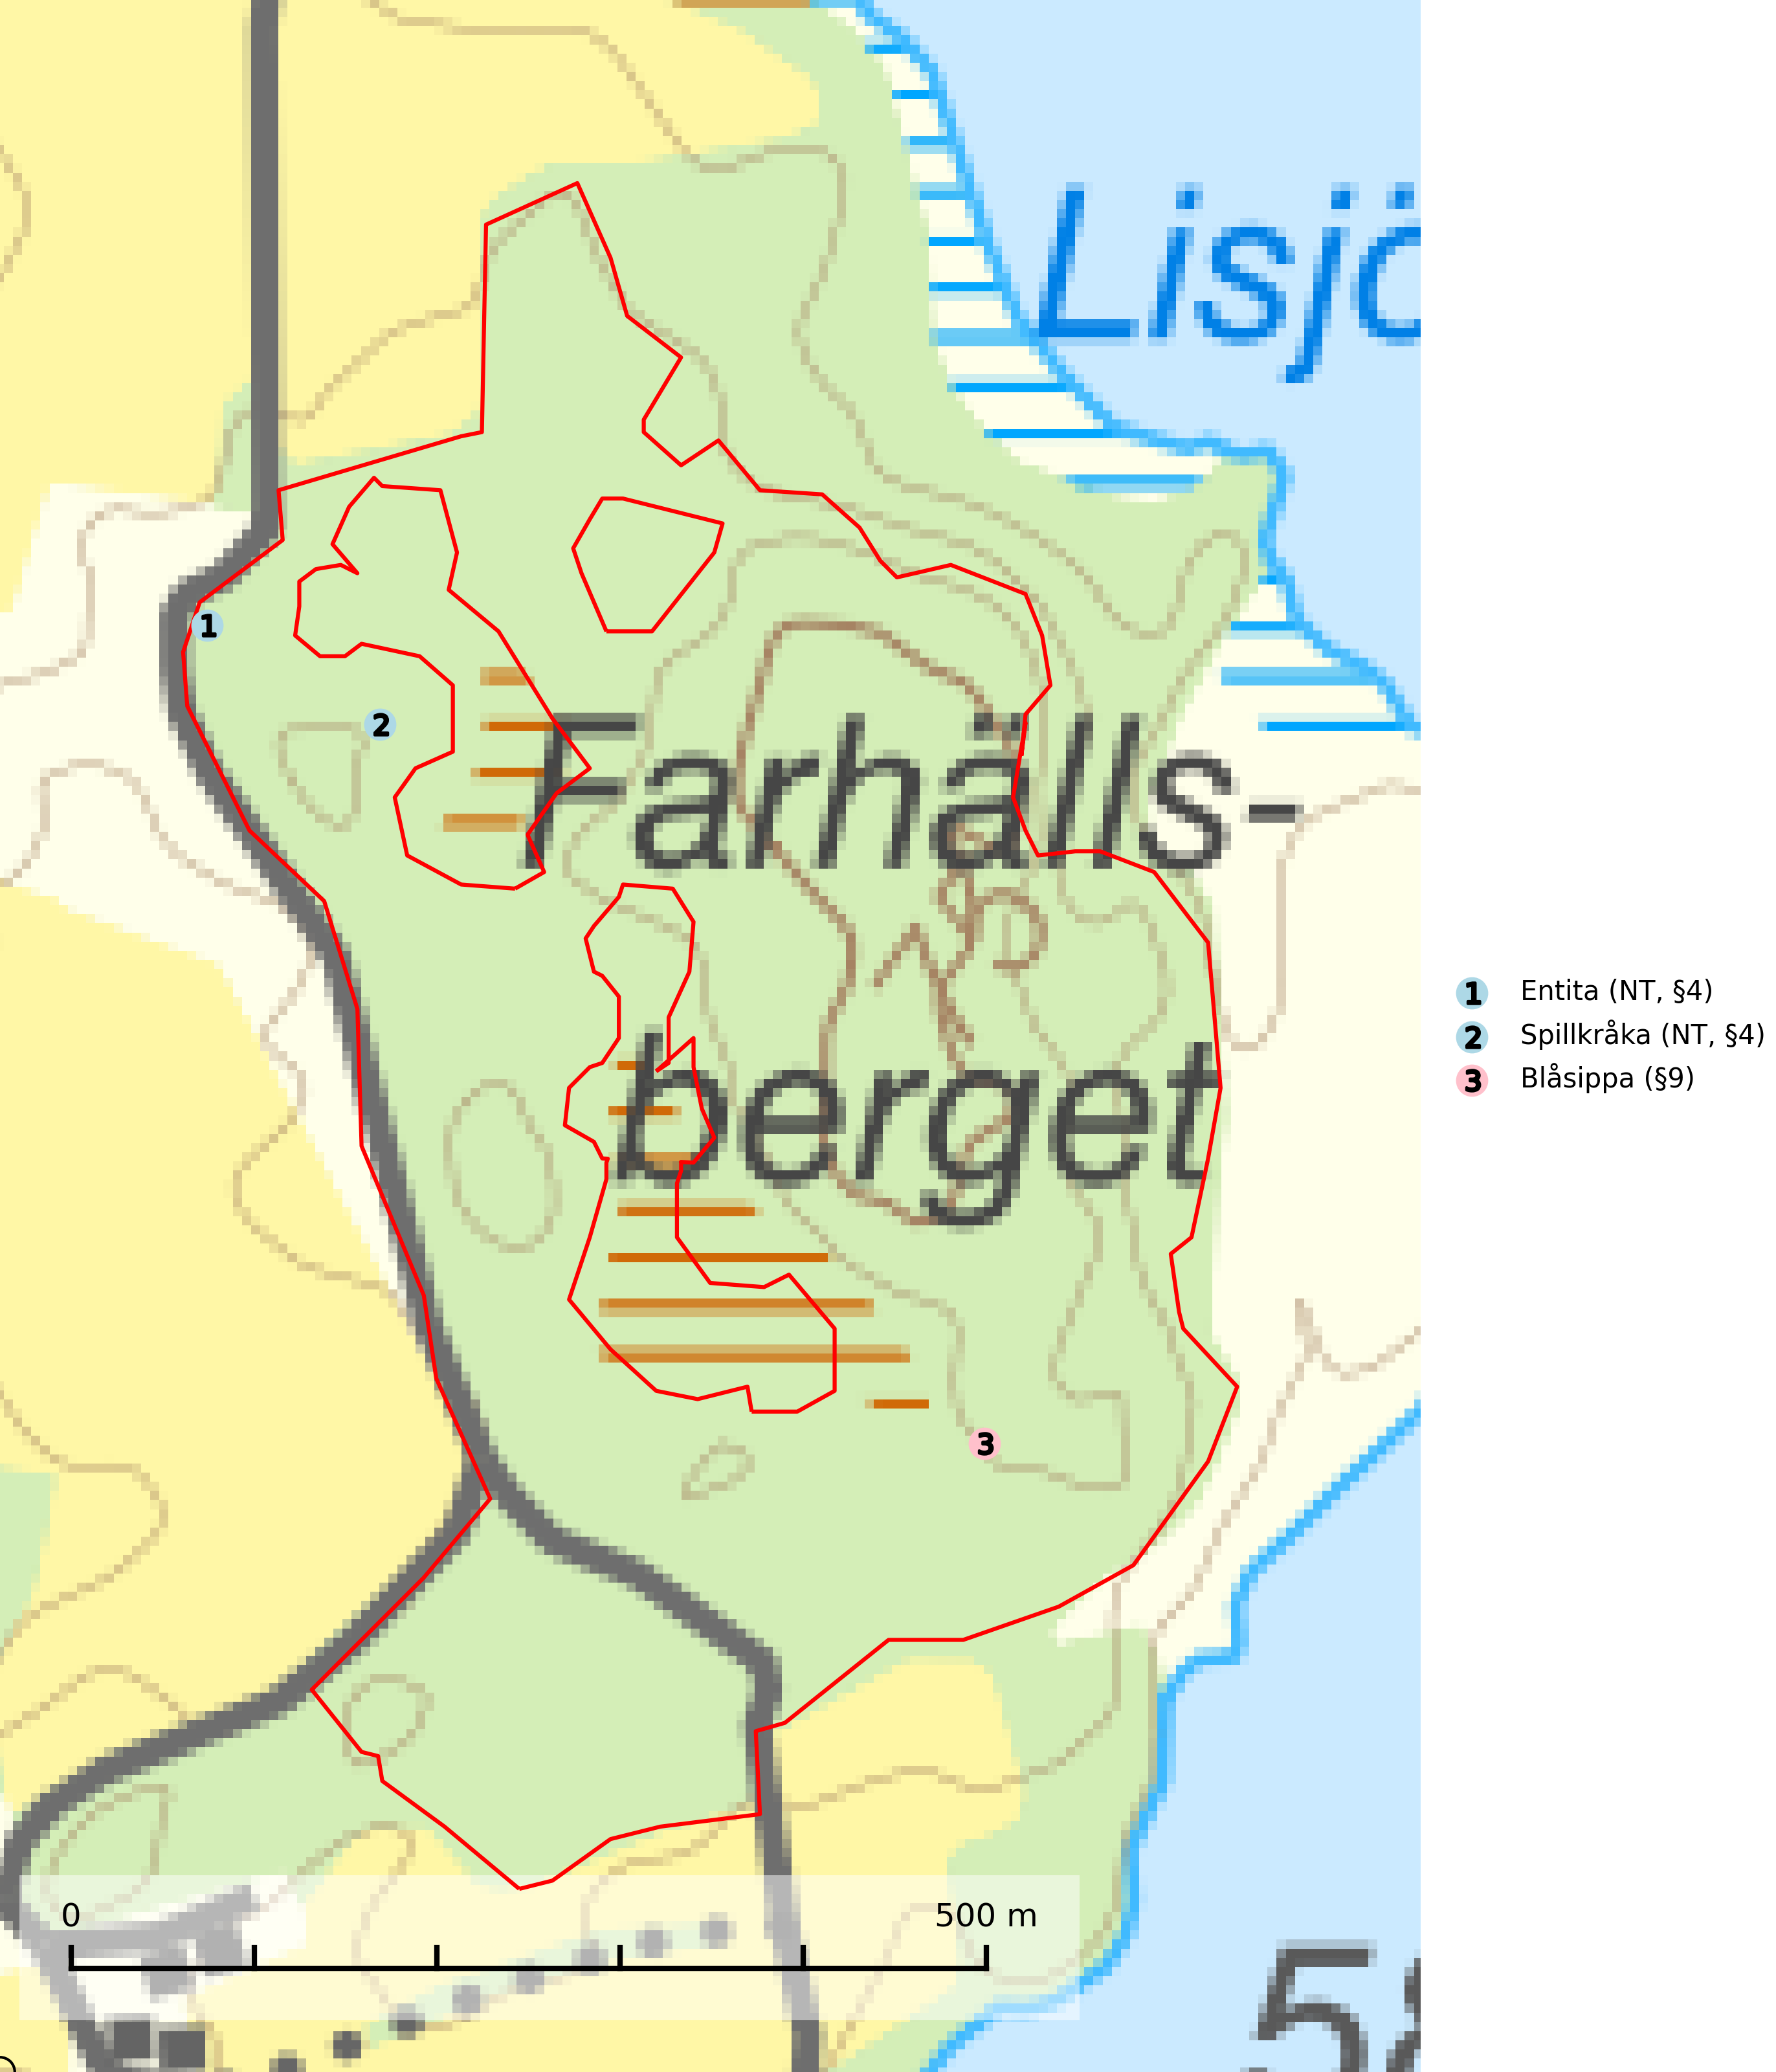 Lisjö
1
2
Farhälls-
berget
3
0 500 m
1 Entita (NT, §4)
2 Spillkråka (NT, §4)
3 Blåsippa (§9)